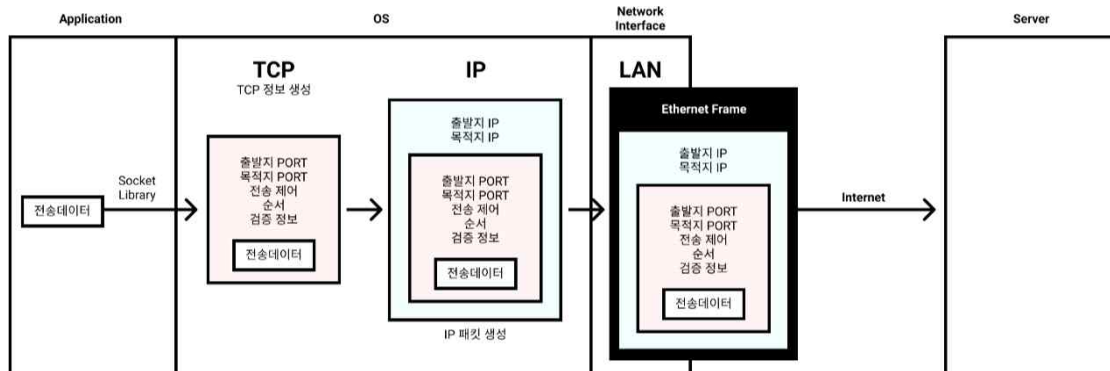 Application
OS
Network
Interface
Server
TCP
TCP 정보 생성
IP
LAN
Ethernet Frame
출발지 IP
목적지 IP
출발지 IP
목적지 IP
Socket
Library
전송데이터
출발지 PORT
목적지 PORT
전송 제어
순서
검증 정보
전송데이터
출발지 PORT
목적지 PORT
전송 제어
순서
검증 정보
전송데이터
IP 패킷 생성
출발지 PORT
목적지 PORT
전송 제어
순서
검증 정보
전송데이터
Internet